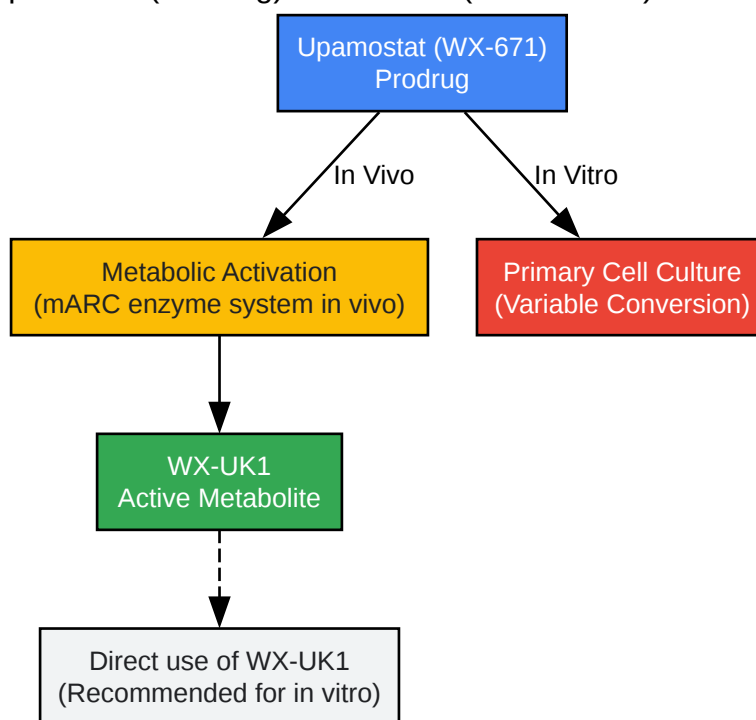 Upamostat (WX-671)
Prodrug
In Vivo
In Vitro
Metabolic Activation
(mARC enzyme system in vivo)
Primary Cell Culture
(Variable Conversion)
WX-UK1
Active Metabolite
Direct use of WX-UK1
(Recommended for in vitro)